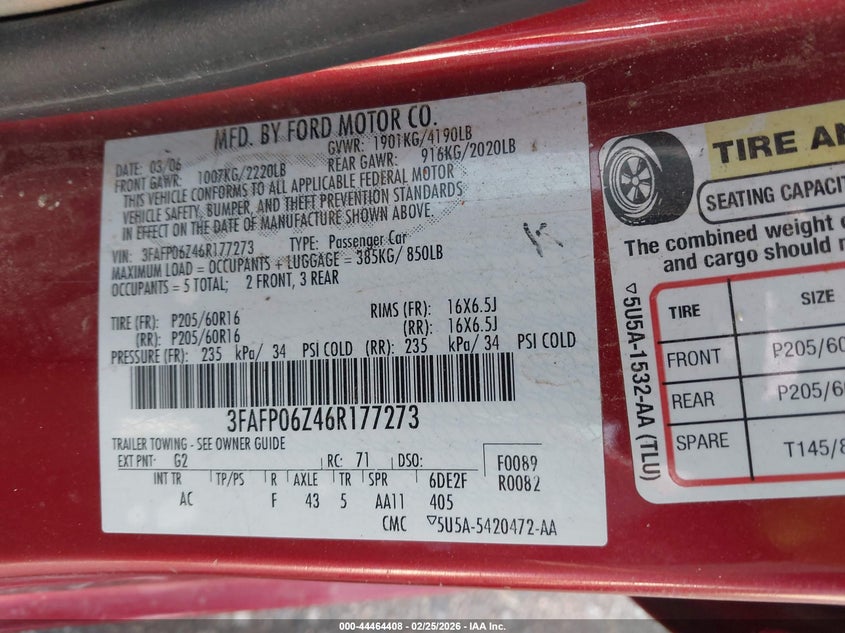 MFD. BY FORD MOTOR CO.
DATE: 03/06 GVWR: 1901KG/4190LB
FRONT GAWR: 1007KG/2220LB REAR GAWR: 916KG/2020LB
THIS VEHICLE CONFORMS TO ALL APPLICABLE FEDERAL MOTOR
VEHICLE SAFETY, BUMPER, AND THEFT PREVENTION STANDARDS
IN EFFECT ON THE DATE OF MANUFACTURE SHOWN ABOVE.
VIN: 3FAFP06Z46R177273 TYPE: Passenger Car
MAXIMUM LOAD = OCCUPANTS + LUGGAGE = 385KG/ 850LB
OCCUPANTS = 5 TOTAL; 2 FRONT, 3 REAR
TIRE (FR): P205/60R16 RIMS (FR): 16X6.5J
(RR): P205/60R16 (RR): 16X6.5J
PRESSURE (FR): 235 kPa/ 34 PSI COLD (RR): 235 kPa/ 34 PSI COLD
3FAFP06Z46R177273
TRAILER TOWING - SEE OWNER GUIDE
EXT PNT: G2 RC: 71 DSO: F0089
INT TR TP/PS R AXLE TR SPR 6DE2F R0082
AC F 43 5 AA11 405
CMC ▽5U5A-5420472-AA
TIRE AN
SEATING CAPACIT
The combined weight o
and cargo should n
▽5U5A-1532-AA (TLU)
TIRE SIZE
FRONT P205/60
REAR P205/6
SPARE T145/8
000-44464408 - 02/25/2026 - IAA Inc.